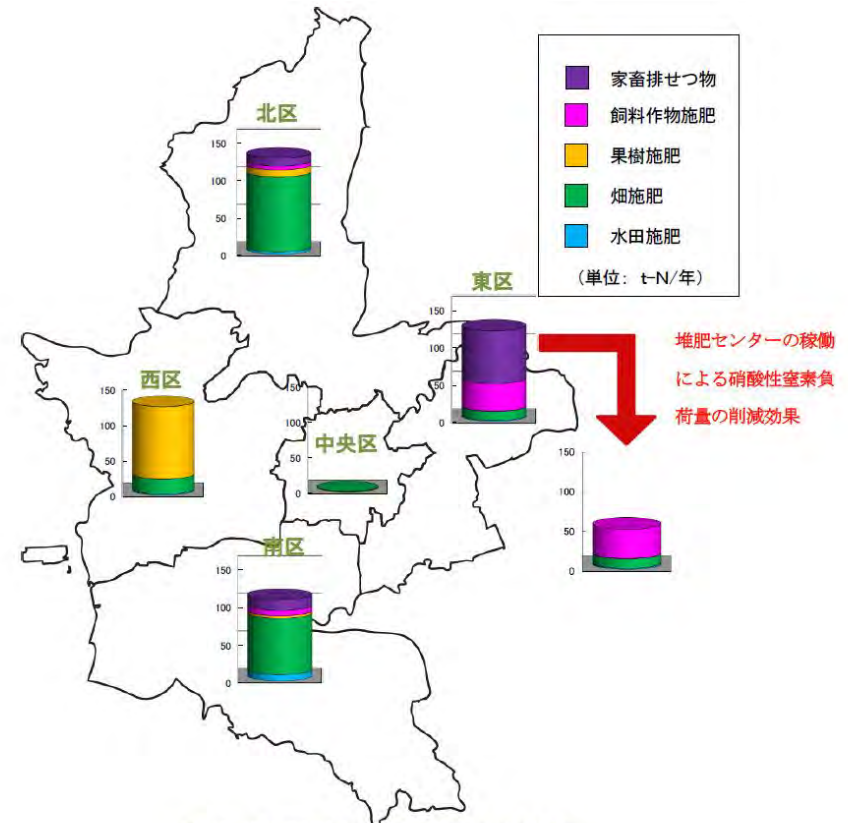 家畜排せつ物
飼料作物施肥
果樹施肥
畑施肥
水田施肥
（単位： t-N/年）
北区
150
100
50
0
東区
150
100
50
0
堆肥センターの稼働
による硝酸性窒素負
荷量の削減効果
西区
150
100
50
0
中央区
150
100
50
0
150
100
50
0
南区
150
100
50
0